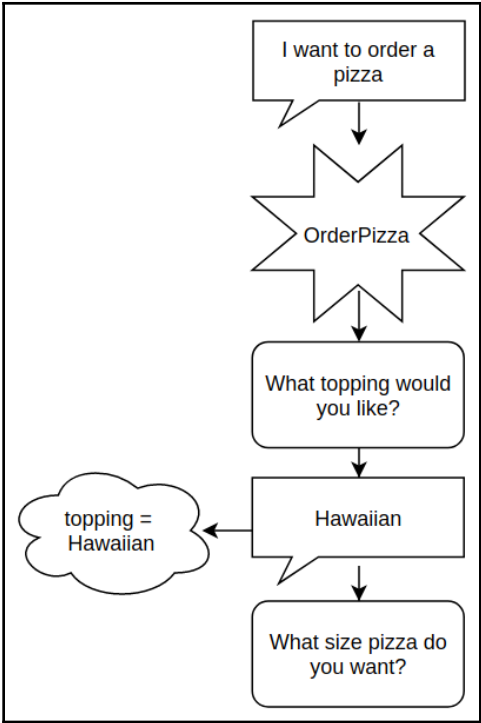 I want to order a
pizza
OrderPizza
What topping would
you like?
topping =
Hawaiian
Hawaiian
What size pizza do
you want?